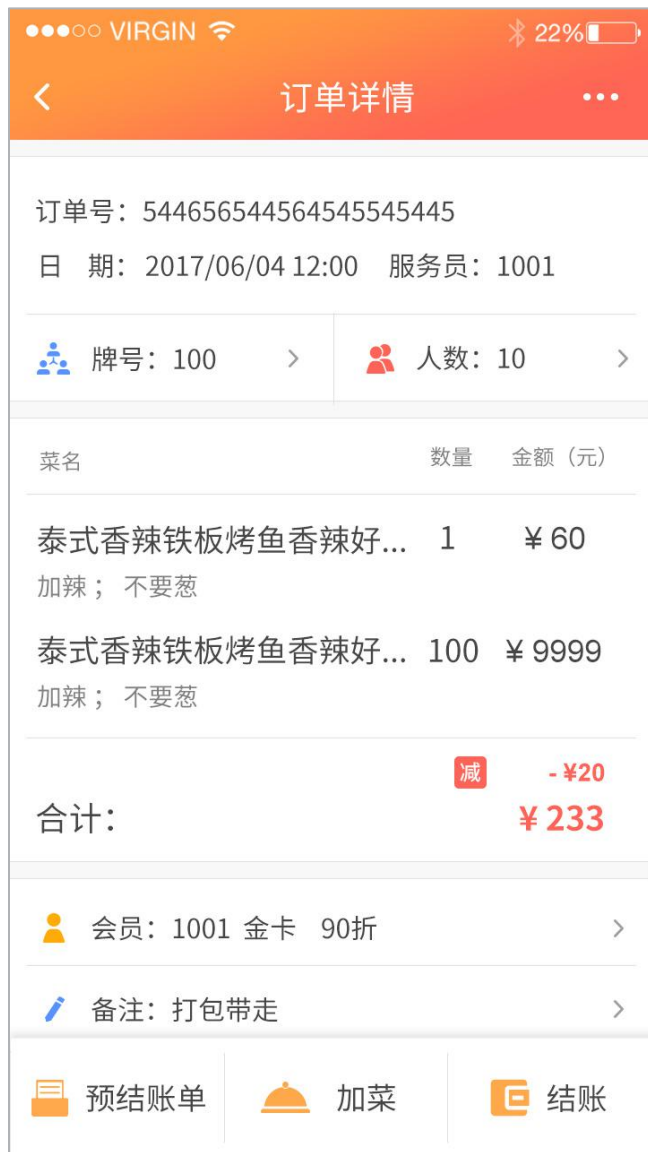 VIRGIN 22%
订单详情
订单号：544656544564545545445
日 期：2017/06/04 12:00 服务员：1001
牌号：100 人数：10
菜名 数量 金额（元）
泰式香辣铁板烤鱼香辣好... 1 ¥ 60
加辣； 不要葱
泰式香辣铁板烤鱼香辣好... 100 ¥ 9999
加辣； 不要葱
减 - ¥20
合计： ¥ 233
会员：1001 金卡 90折
备注：打包带走
预结账单 加菜 结账